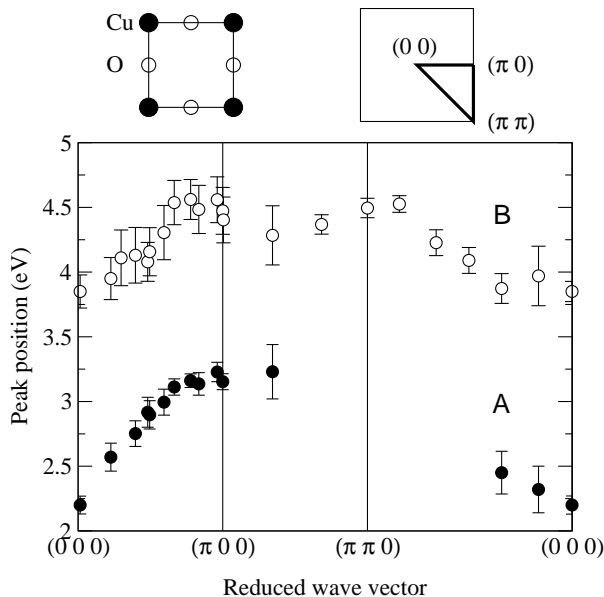 Cu
O
(0 0)
(π 0)
(π π)
5
4.5
4
3.5
3
2.5
2
Peak position (eV)
B
A
(0 0 0)
(π 0 0)
(π π 0)
(0 0 0)
Reduced wave vector